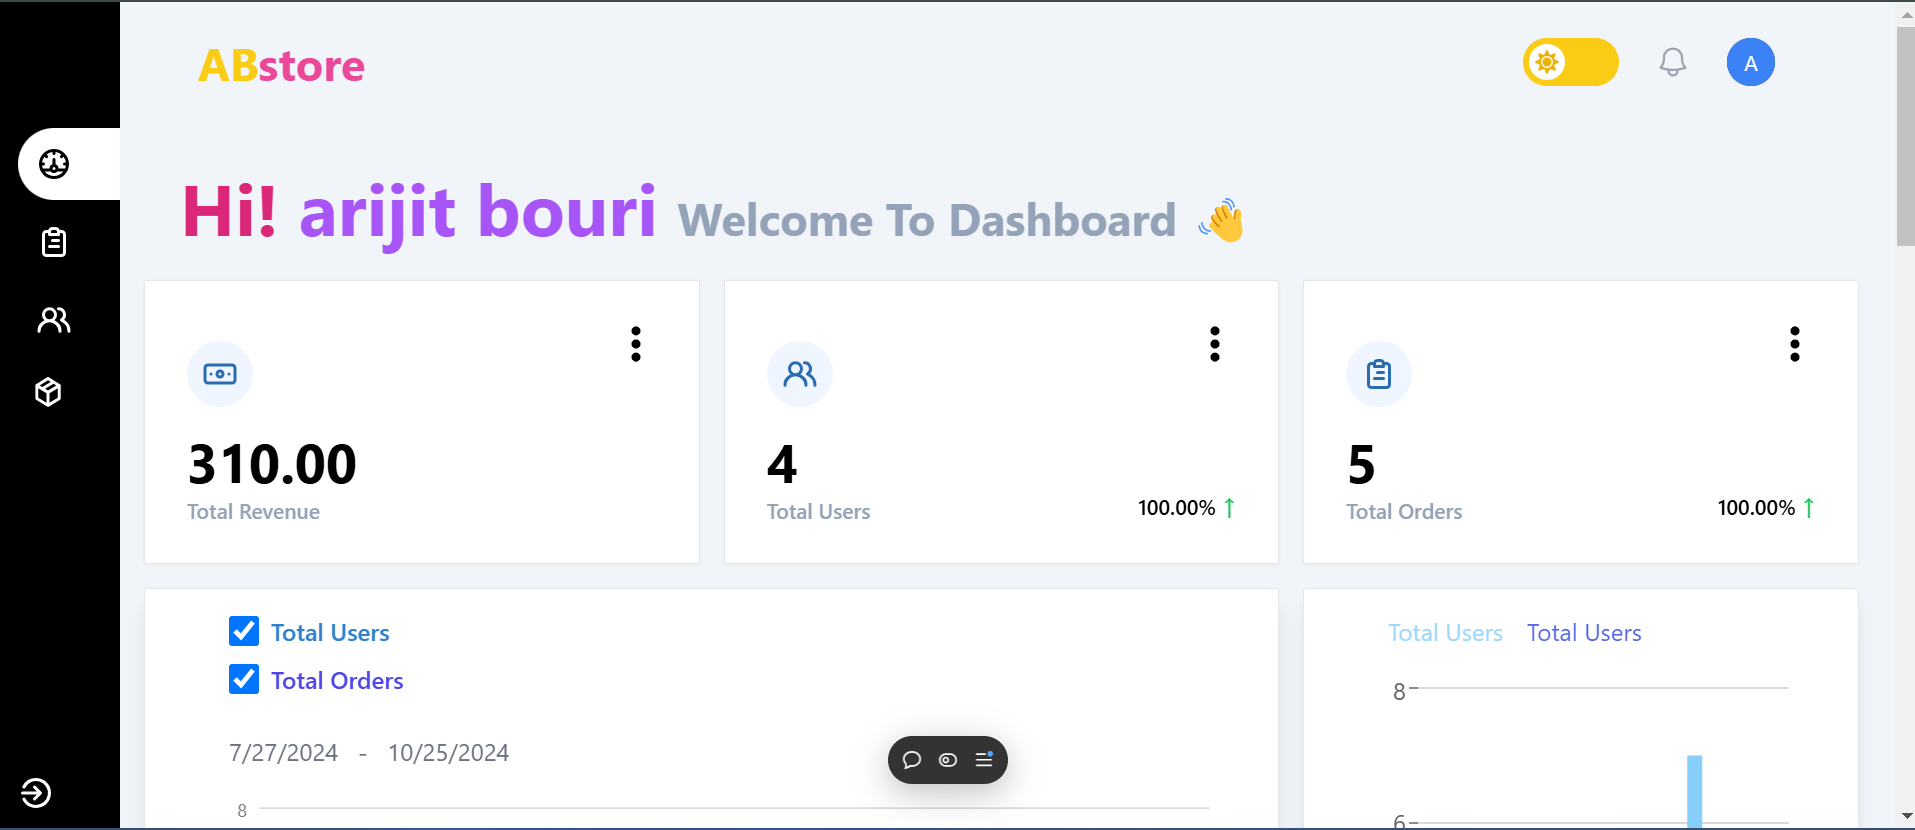 ABstore
A
Hi! arijit bouri Welcome To Dashboard 👋
310.00
Total Revenue
4
Total Users
100.00% ↑
5
Total Orders
100.00% ↑
Total Users
Total Orders
7/27/2024 - 10/25/2024
8
Total Users Total Users
8
6